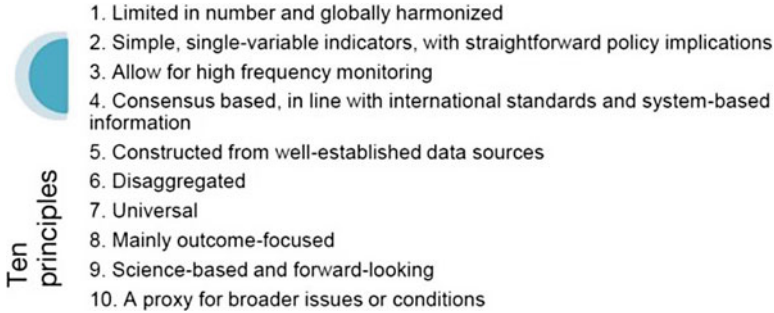 1. Limited in number and globally harmonized
2. Simple, single-variable indicators, with straightforward policy implications
3. Allow for high frequency monitoring
4. Consensus based, in line with international standards and system-based
information
5. Constructed from well-established data sources
6. Disaggregated
7. Universal
8. Mainly outcome-focused
9. Science-based and forward-looking
10. A proxy for broader issues or conditions
Ten
principles